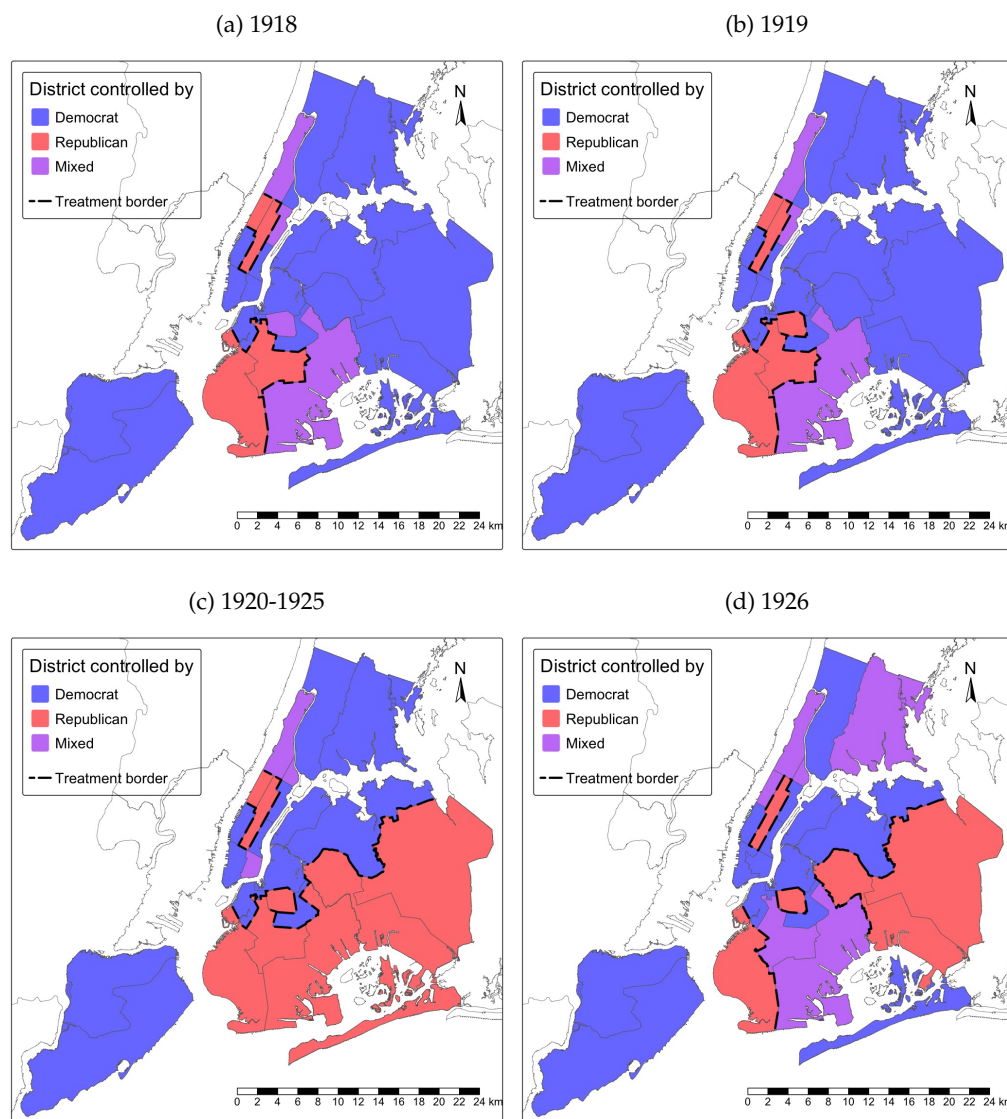 (a) 1918
District controlled by
Democrat
Republican
Mixed
Treatment border
N
0 2 4 6 8 10 12 14 16 18 20 22 24 km
(b) 1919
District controlled by
Democrat
Republican
Mixed
Treatment border
N
0 2 4 6 8 10 12 14 16 18 20 22 24 km
(c) 1920-1925
District controlled by
Democrat
Republican
Mixed
Treatment border
N
0 2 4 6 8 10 12 14 16 18 20 22 24 km
(d) 1926
District controlled by
Democrat
Republican
Mixed
Treatment border
N
0 2 4 6 8 10 12 14 16 18 20 22 24 km